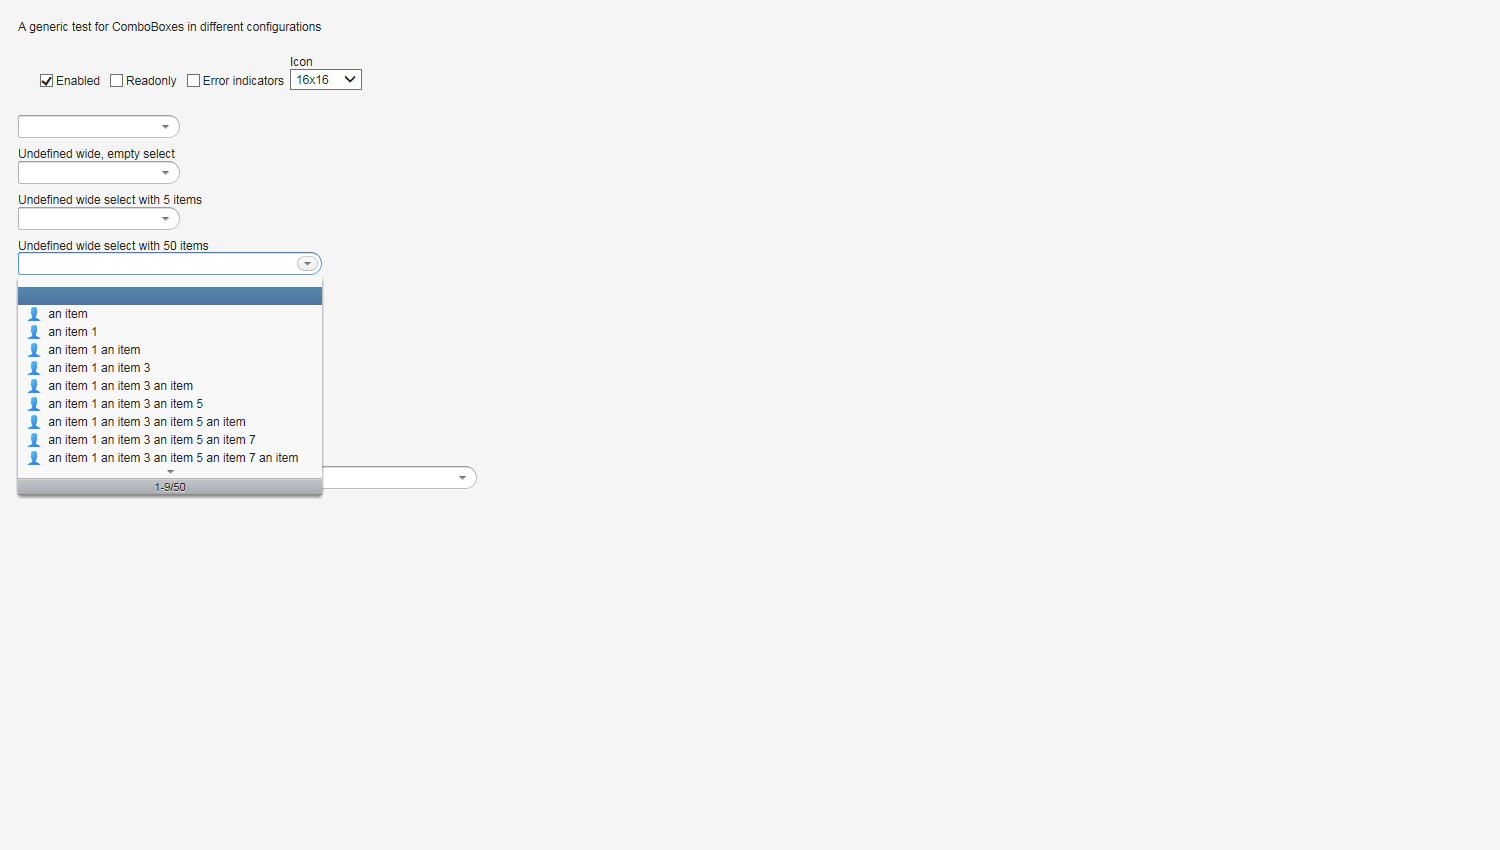 A generic test for ComboBoxes in different configurations
Icon
Enabled Readonly Error indicators 16x16
Undefined wide, empty select
Undefined wide select with 5 items
Undefined wide select with 50 items
an item
an item 1
an item 1 an item
an item 1 an item 3
an item 1 an item 3 an item
an item 1 an item 3 an item 5
an item 1 an item 3 an item 5 an item
an item 1 an item 3 an item 5 an item 7
an item 1 an item 3 an item 5 an item 7 an item
1-9/50